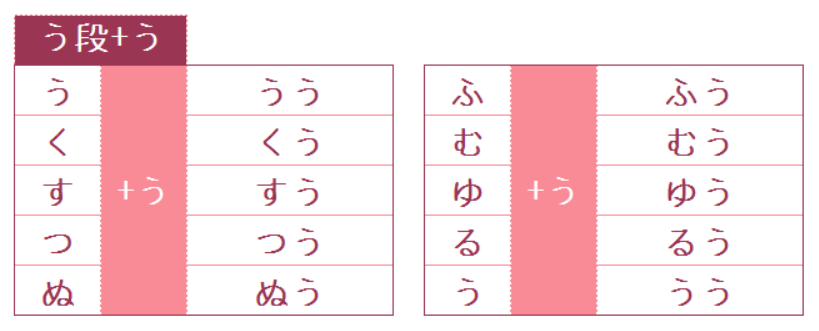 う段+う
う うう
く くう
す +う すう
つ つう
ぬ ぬう
ふ ふう
む むう
ゆ +う ゆう
る るう
う うう